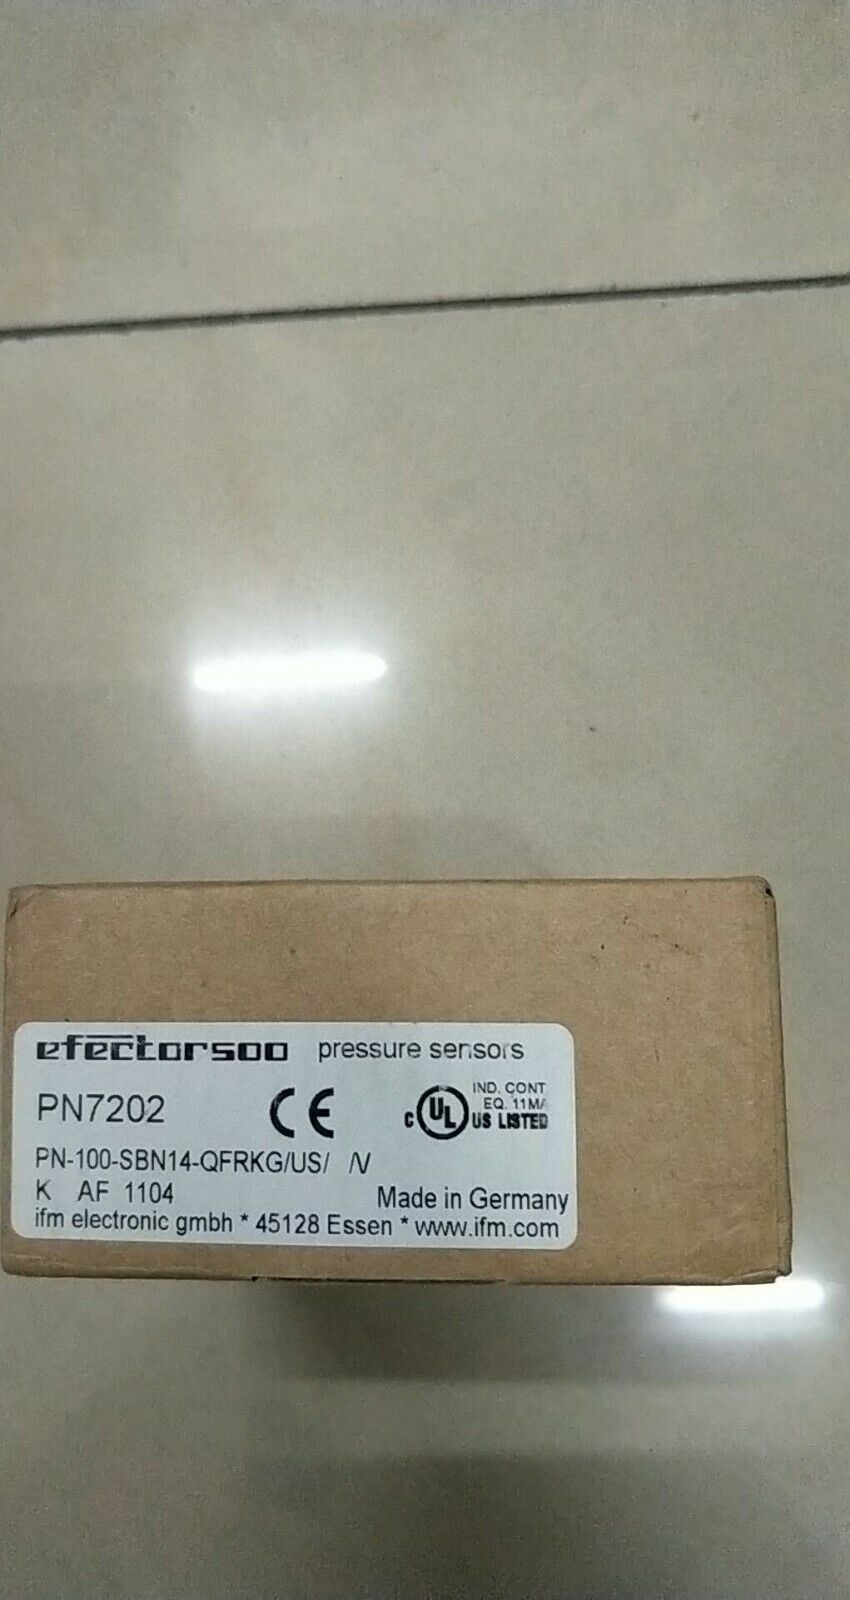 efector500 pressure sensors
PN7202 CE
IND. CONT
EQ. 11MA
C UL US LISTED
PN-100-SBN14-QFRKG/US/ /V
K AF 1104
Made in Germany
ifm electronic gmbh * 45128 Essen * www.ifm.com